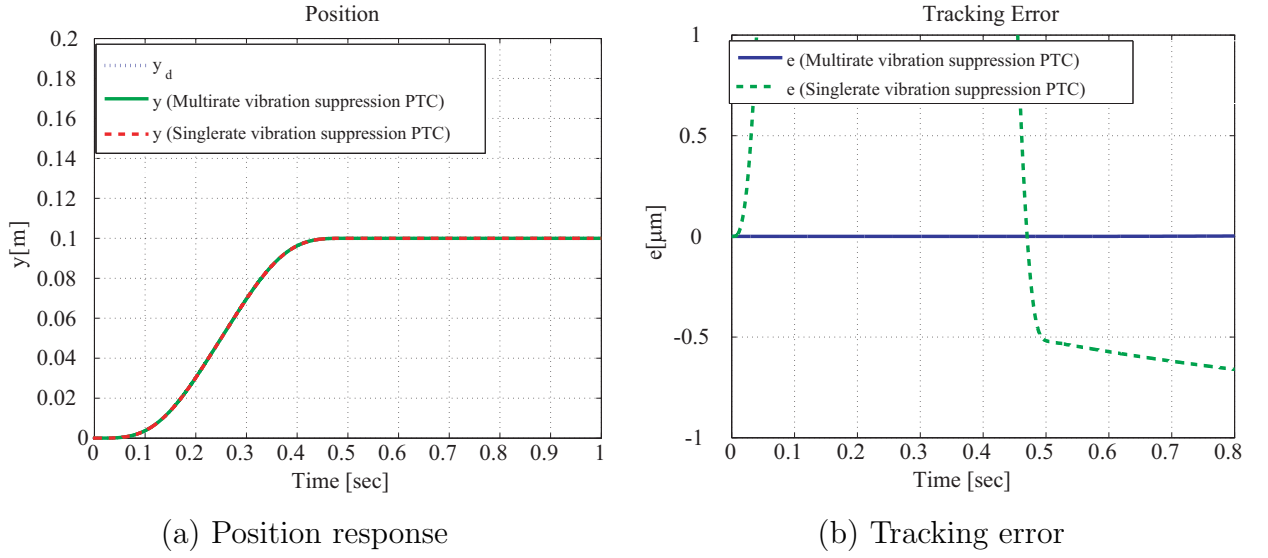 Position
0.2
0.18
0.16
0.14
0.12
0.1
0.08
0.06
0.04
0.02
0
y[m]
y_d
y (Multirate vibration suppression PTC)
y (Singlerate vibration suppression PTC)
0 0.1 0.2 0.3 0.4 0.5 0.6 0.7 0.8 0.9 1
Time [sec]
(a) Position response
Tracking Error
1
0.5
0
-0.5
-1
e[μm]
e (Multirate vibration suppression PTC)
e (Singlerate vibration suppression PTC)
0 0.1 0.2 0.3 0.4 0.5 0.6 0.7 0.8
Time [sec]
(b) Tracking error